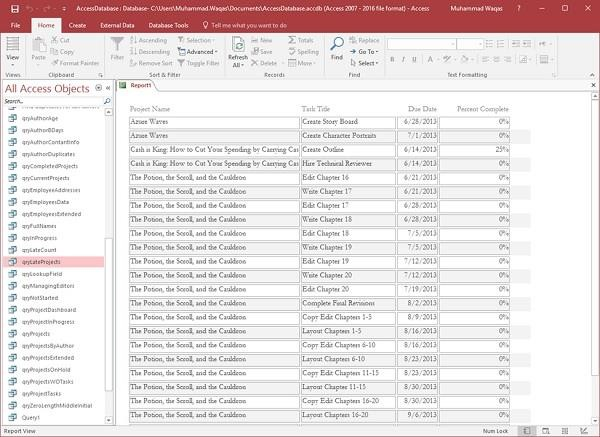 AccessDatabase : Database- C:\Users\Muhammad.Waqas\Documents\AccessDatabase.accdb (Access 2007 - 2016 file format) - Access
Muhammad Waqas
File Home Create External Data Database Tools Tell me what you want to do
View
Views
Paste
Cut
Copy
Format Painter
Clipboard
Filter
Ascending
Descending
Remove Sort
Selection
Advanced
Toggle Filter
Sort & Filter
Refresh All
New
Save
Delete
Totals
Spelling
More
Records
Find
Replace
Go To
Select
Find
B I U
Text Formatting
All Access Objects
Search...
qryAuthorAge
qryAuthorBDays
qryAuthorContantInfo
qryAuthorDuplicates
qryCompletedProjects
qryCurrentProjects
qryEmployeeAddresses
qryEmployeesData
qryEmployeesExtended
qryFullNames
qryInProgress
qryLateCount
qryLateProjects
qryLookupField
qryManagingEditors
qryNotStarted
qryProjectDashboard
qryProjectInProgress
qryProjects
qryProjectsByAuthor
qryProjectsExtended
qryProjectsOnHold
qryProjectsWOTasks
qryProjectTasks
qryZeroLengthMiddleInitial
Query1
Report1
Project Name Task Title Due Date Percent Complete
Azure Waves Create Story Board 6/28/2013 0%
Azure Waves Create Character Portraits 7/1/2013 0%
Cash is King: How to Cut Your Spending by Carrying Cas Create Outline 6/14/2013 25%
Cash is King: How to Cut Your Spending by Carrying Cas Hire Technical Reviewer 6/14/2013 0%
The Potion, the Scroll, and the Cauldron Edit Chapter 16 6/21/2013 0%
The Potion, the Scroll, and the Cauldron Write Chapter 17 6/21/2013 0%
The Potion, the Scroll, and the Cauldron Edit Chapter 17 6/28/2013 0%
The Potion, the Scroll, and the Cauldron Write Chapter 18 6/28/2013 0%
The Potion, the Scroll, and the Cauldron Edit Chapter 18 7/5/2013 0%
The Potion, the Scroll, and the Cauldron Write Chapter 19 7/5/2013 0%
The Potion, the Scroll, and the Cauldron Edit Chapter 19 7/12/2013 0%
The Potion, the Scroll, and the Cauldron Write Chapter 20 7/12/2013 0%
The Potion, the Scroll, and the Cauldron Edit Chapter 20 7/19/2013 0%
The Potion, the Scroll, and the Cauldron Complete Final Revisions 8/2/2013 0%
The Potion, the Scroll, and the Cauldron Copy Edit Chapters 1-5 8/9/2013 0%
The Potion, the Scroll, and the Cauldron Layout Chapters 1-5 8/16/2013 0%
The Potion, the Scroll, and the Cauldron Copy Edit Chapters 6-10 8/16/2013 0%
The Potion, the Scroll, and the Cauldron Layout Chapters 6-10 8/23/2013 0%
The Potion, the Scroll, and the Cauldron Copy Edit Chapters 11-15 8/23/2013 0%
The Potion, the Scroll, and the Cauldron Layout Chapters 11-15 8/30/2013 0%
The Potion, the Scroll, and the Cauldron Copy Edit Chapters 16-20 8/30/2013 0%
The Potion, the Scroll, and the Cauldron Layout Chapters 16-20 9/6/2013 0%
Report View
Num Lock